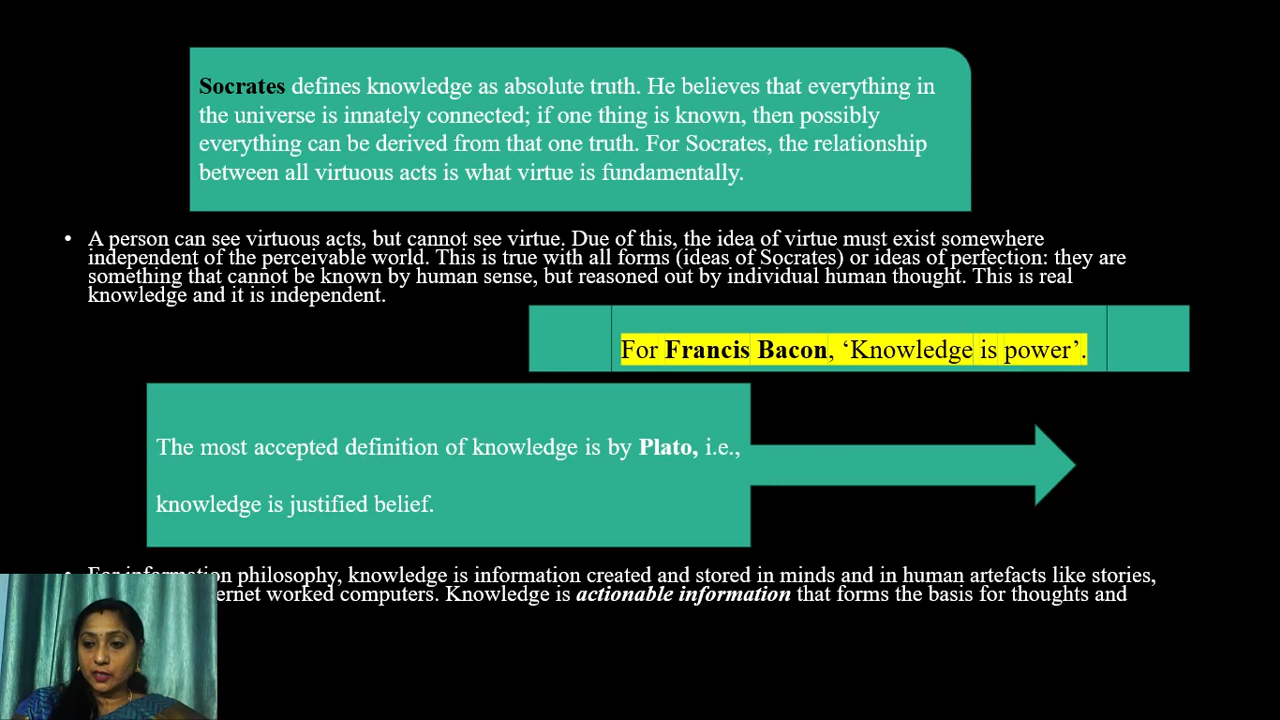 Socrates defines knowledge as absolute truth. He believes that everything in
the universe is innately connected; if one thing is known, then possibly
everything can be derived from that one truth. For Socrates, the relationship
between all virtuous acts is what virtue is fundamentally.
• A person can see virtuous acts, but cannot see virtue. Due of this, the idea of virtue must exist somewhere
independent of the perceivable world. This is true with all forms (ideas of Socrates) or ideas of perfection: they are
something that cannot be known by human sense, but reasoned out by individual human thought. This is real
knowledge and it is independent.
For Francis Bacon, ‘Knowledge is power’.
The most accepted definition of knowledge is by Plato, i.e.,
knowledge is justified belief.
• For information philosophy, knowledge is information created and stored in minds and in human artefacts like stories,
worked computers. Knowledge is actionable information that forms the basis for thoughts and